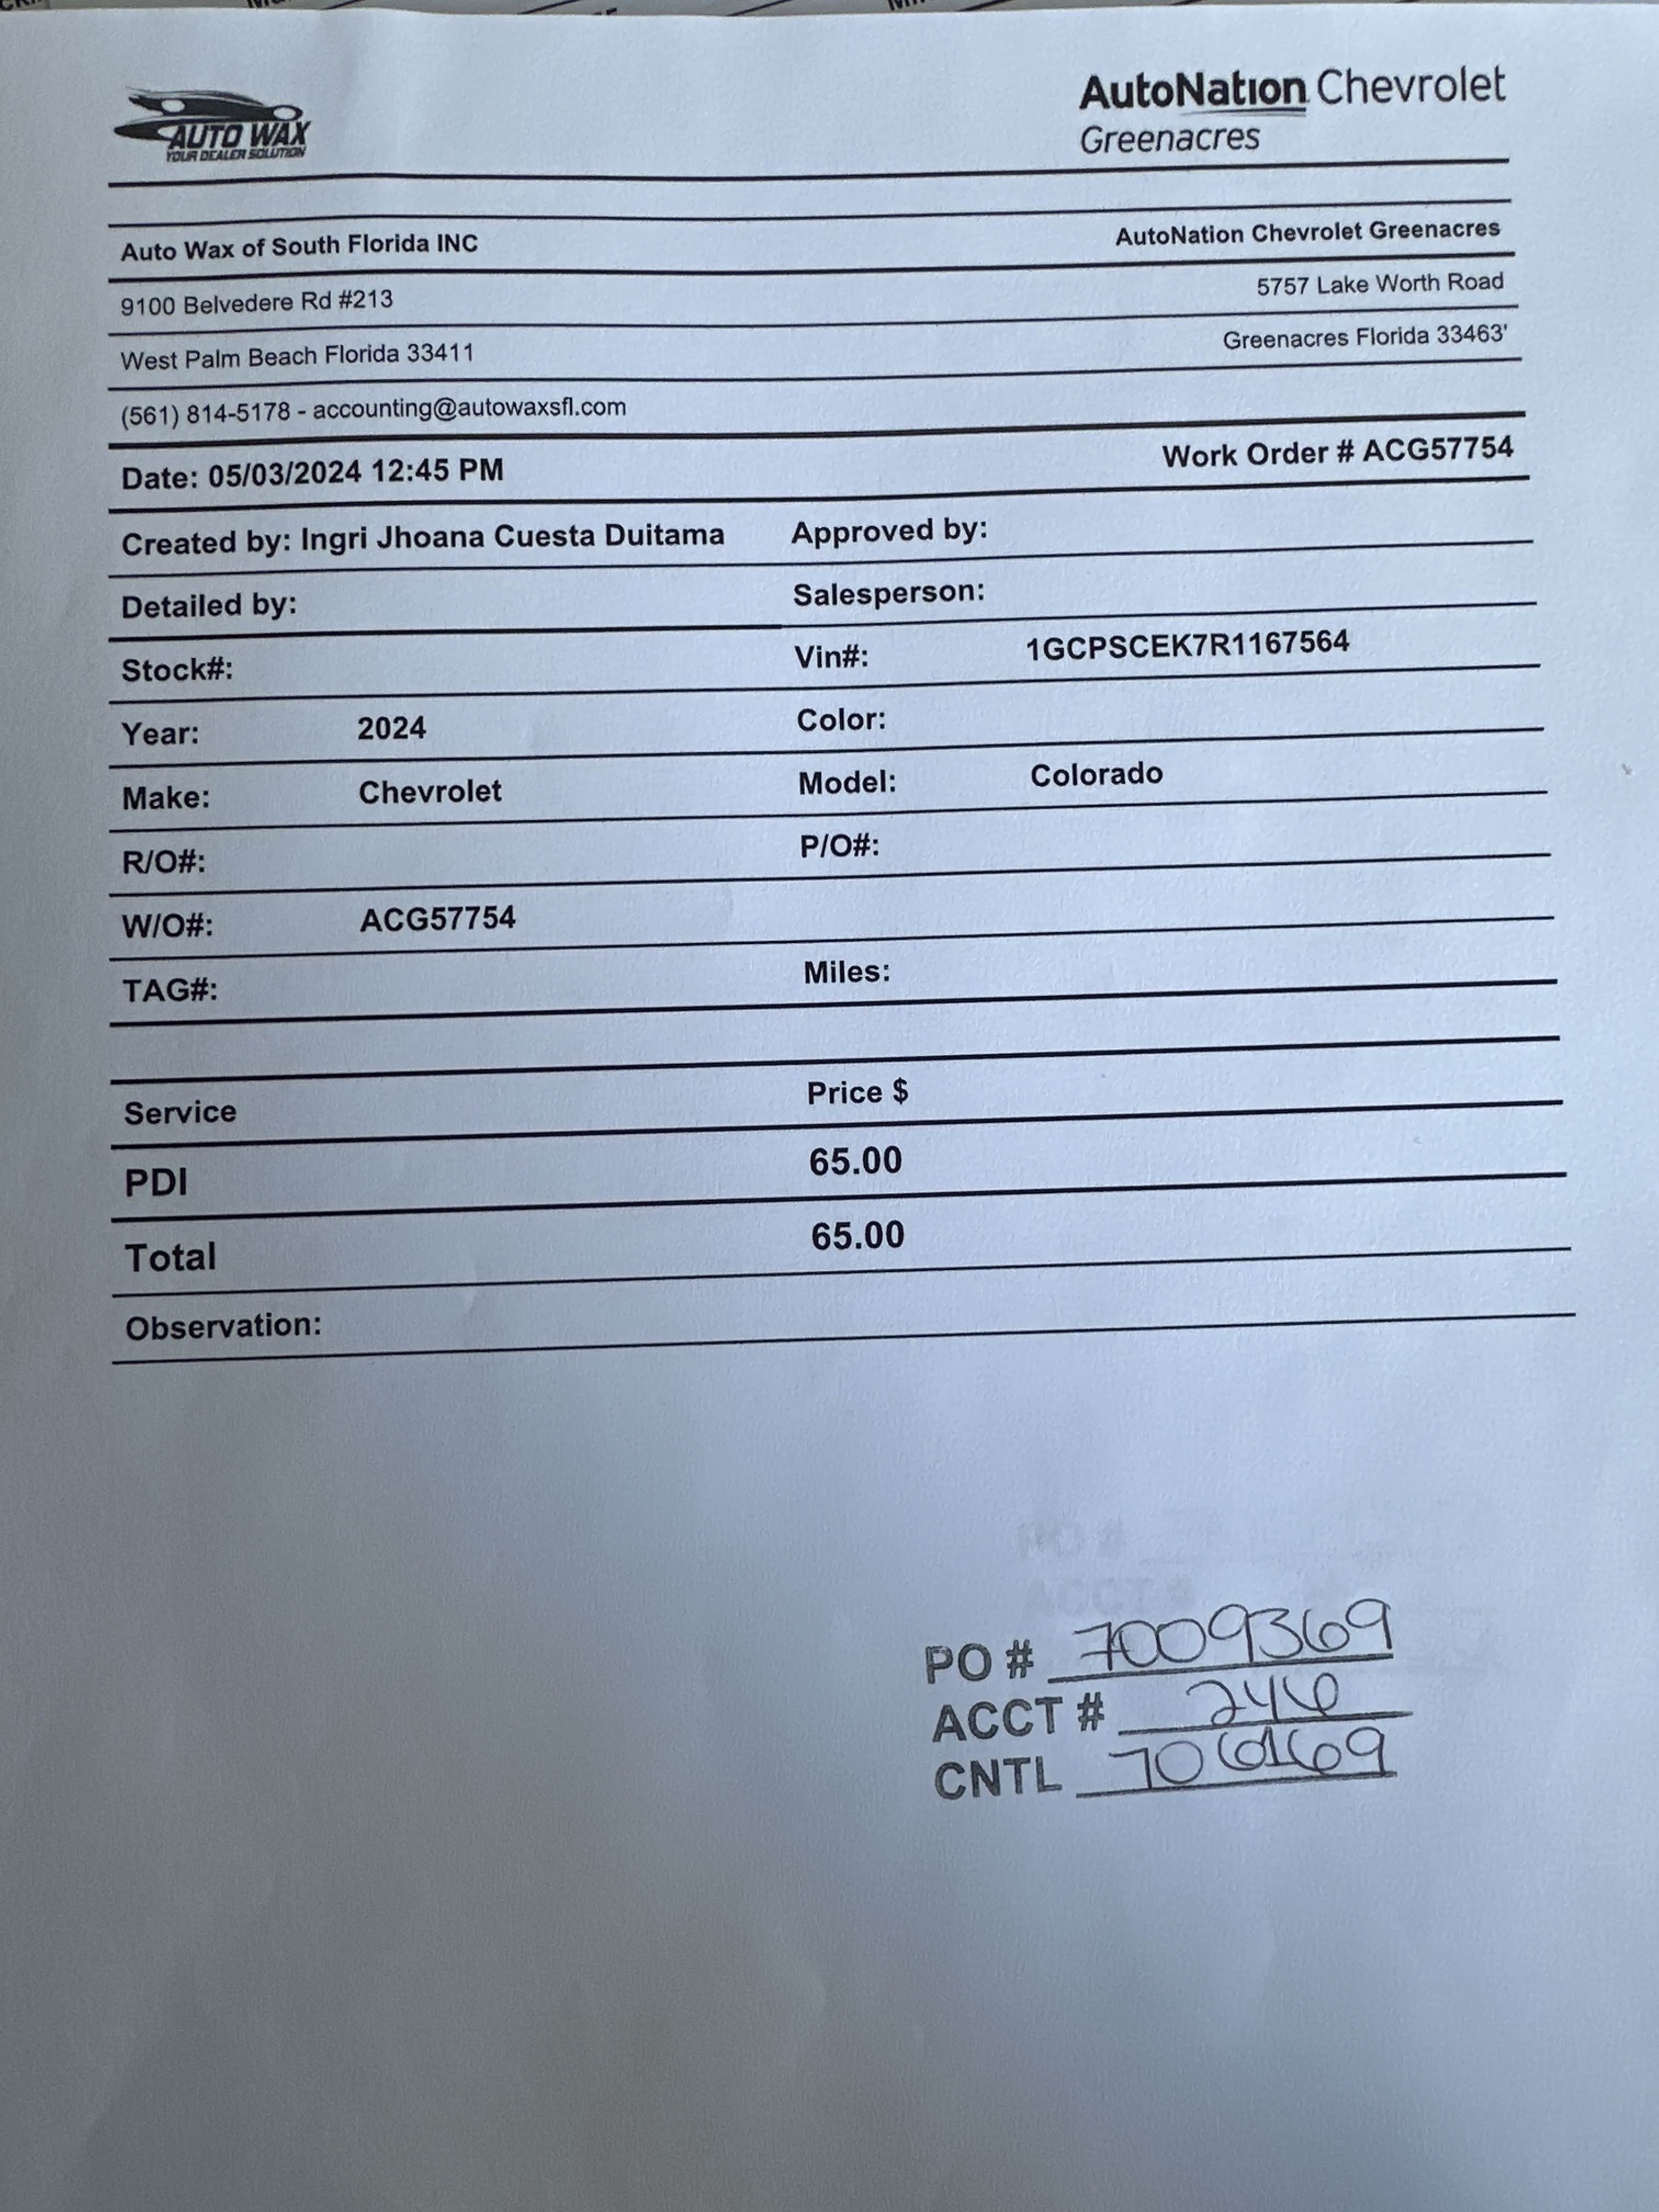 AUTO WAX
YOUR DEALER SOLUTION
AutoNation Chevrolet
Greenacres
Auto Wax of South Florida INC
AutoNation Chevrolet Greenacres
9100 Belvedere Rd #213
5757 Lake Worth Road
West Palm Beach Florida 33411
Greenacres Florida 33463'
(561) 814-5178 - accounting@autowaxsfl.com
Date: 05/03/2024 12:45 PM
Work Order # ACG57754
Created by: Ingri Jhoana Cuesta Duitama Approved by:
Detailed by: Salesperson:
Stock#: Vin#: 1GCPSCEK7R1167564
Year: 2024 Color:
Make: Chevrolet Model: Colorado
R/O#: P/O#:
W/O#: ACG57754
TAG#: Miles:
Service Price $
PDI 65.00
Total 65.00
Observation:
PO #
ACCT #
PO # 7009369
ACCT # 246
CNTL